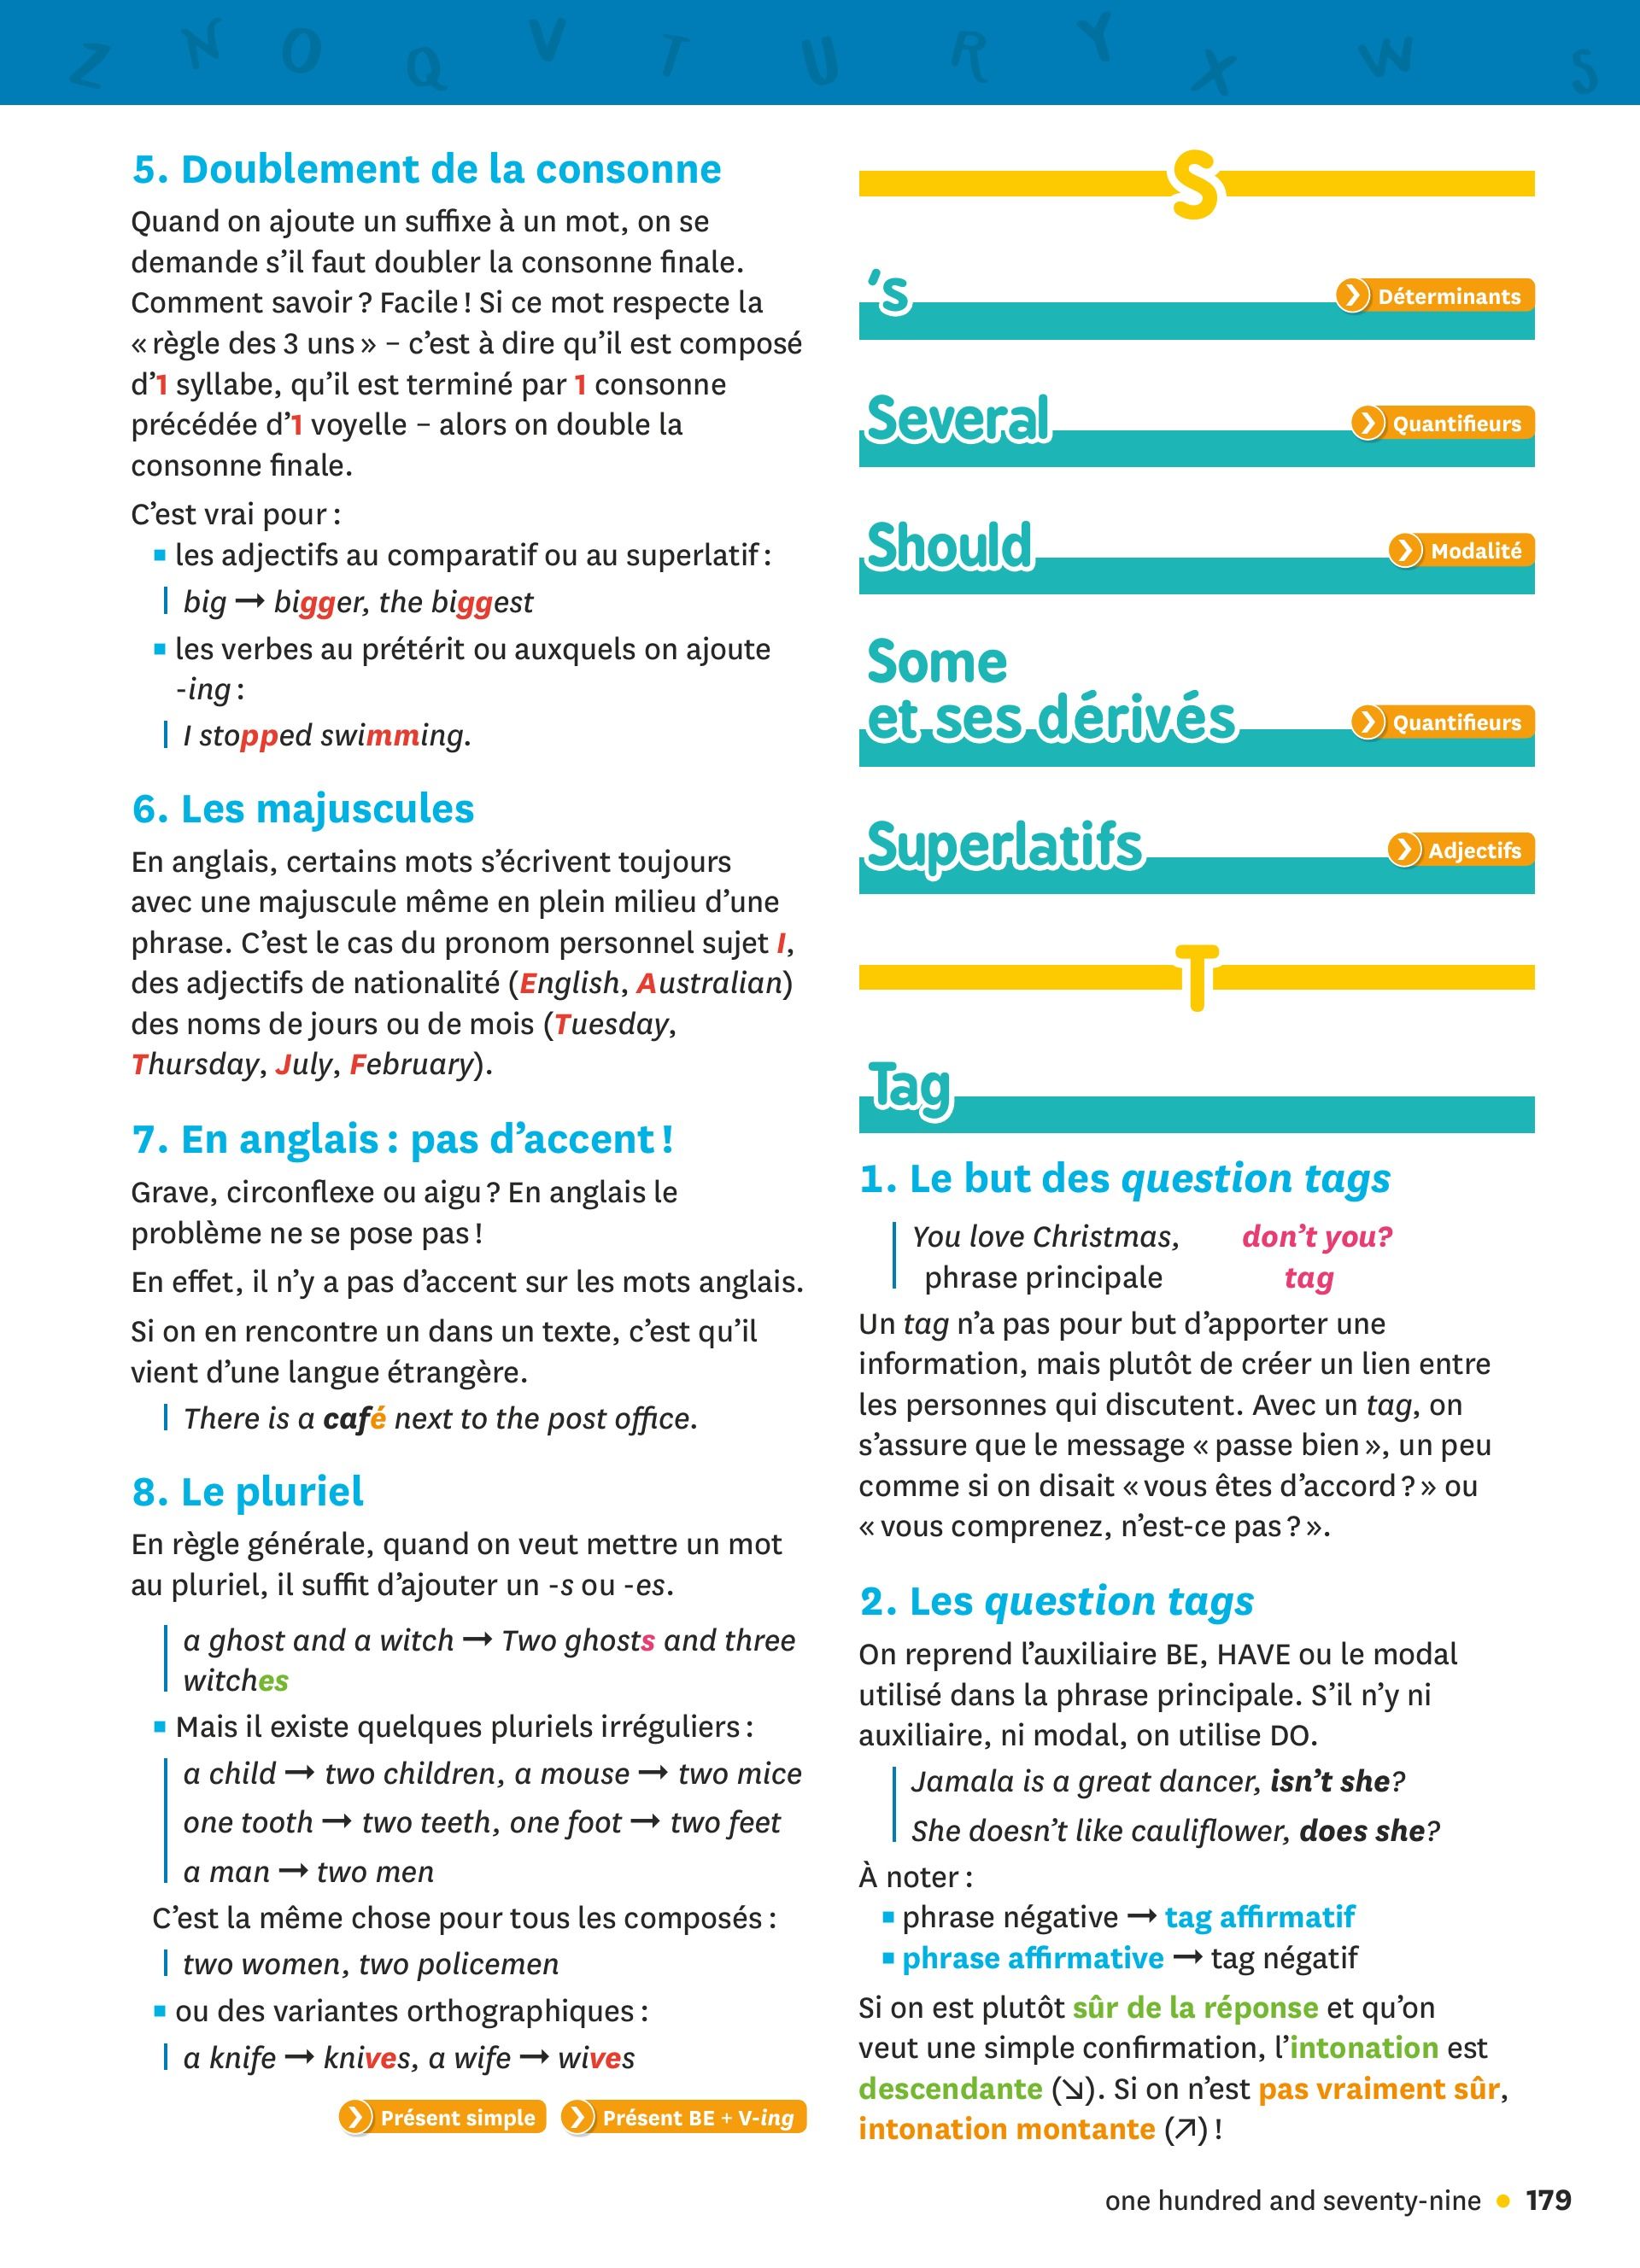 Z N O Q V T U R Y X W S
5. Doublement de la consonne
Quand on ajoute un suffixe à un mot, on se
demande s’il faut doubler la consonne finale.
Comment savoir ? Facile ! Si ce mot respecte la
« règle des 3 uns » – c’est à dire qu’il est composé
d’1 syllabe, qu’il est terminé par 1 consonne
précédée d’1 voyelle – alors on double la
consonne finale.
C’est vrai pour :
■ les adjectifs au comparatif ou au superlatif :
big → bigger, the biggest
■ les verbes au prétérit ou auxquels on ajoute
-ing :
I stopped swimming.
6. Les majuscules
En anglais, certains mots s’écrivent toujours
avec une majuscule même en plein milieu d’une
phrase. C’est le cas du pronom personnel sujet I,
des adjectifs de nationalité (English, Australian)
des noms de jours ou de mois (Tuesday,
Thursday, July, February).
7. En anglais : pas d’accent !
Grave, circonflexe ou aigu ? En anglais le
problème ne se pose pas !
En effet, il n’y a pas d’accent sur les mots anglais.
Si on en rencontre un dans un texte, c’est qu’il
vient d’une langue étrangère.
There is a café next to the post office.
8. Le pluriel
En règle générale, quand on veut mettre un mot
au pluriel, il suffit d’ajouter un -s ou -es.
a ghost and a witch → Two ghosts and three
witches
■ Mais il existe quelques pluriels irréguliers :
a child → two children, a mouse → two mice
one tooth → two teeth, one foot → two feet
a man → two men
C’est la même chose pour tous les composés :
two women, two policemen
■ ou des variantes orthographiques :
a knife → knives, a wife → wives
Présent simple Présent BE + V-ing
S
’s Déterminants
Several Quantifieurs
Should Modalité
Some
et ses dérivés Quantifieurs
Superlatifs Adjectifs
T
Tag
1. Le but des question tags
You love Christmas, don’t you?
phrase principale tag
Un tag n’a pas pour but d’apporter une
information, mais plutôt de créer un lien entre
les personnes qui discutent. Avec un tag, on
s’assure que le message « passe bien », un peu
comme si on disait « vous êtes d’accord ? » ou
« vous comprenez, n’est-ce pas ? ».
2. Les question tags
On reprend l’auxiliaire BE, HAVE ou le modal
utilisé dans la phrase principale. S’il n’y ni
auxiliaire, ni modal, on utilise DO.
Jamala is a great dancer, isn’t she?
She doesn’t like cauliflower, does she?
À noter :
■ phrase négative → tag affirmatif
■ phrase affirmative → tag négatif
Si on est plutôt sûr de la réponse et qu’on
veut une simple confirmation, l’intonation est
descendante (↘). Si on n’est pas vraiment sûr,
intonation montante (↗) !
one hundred and seventy-nine • 179